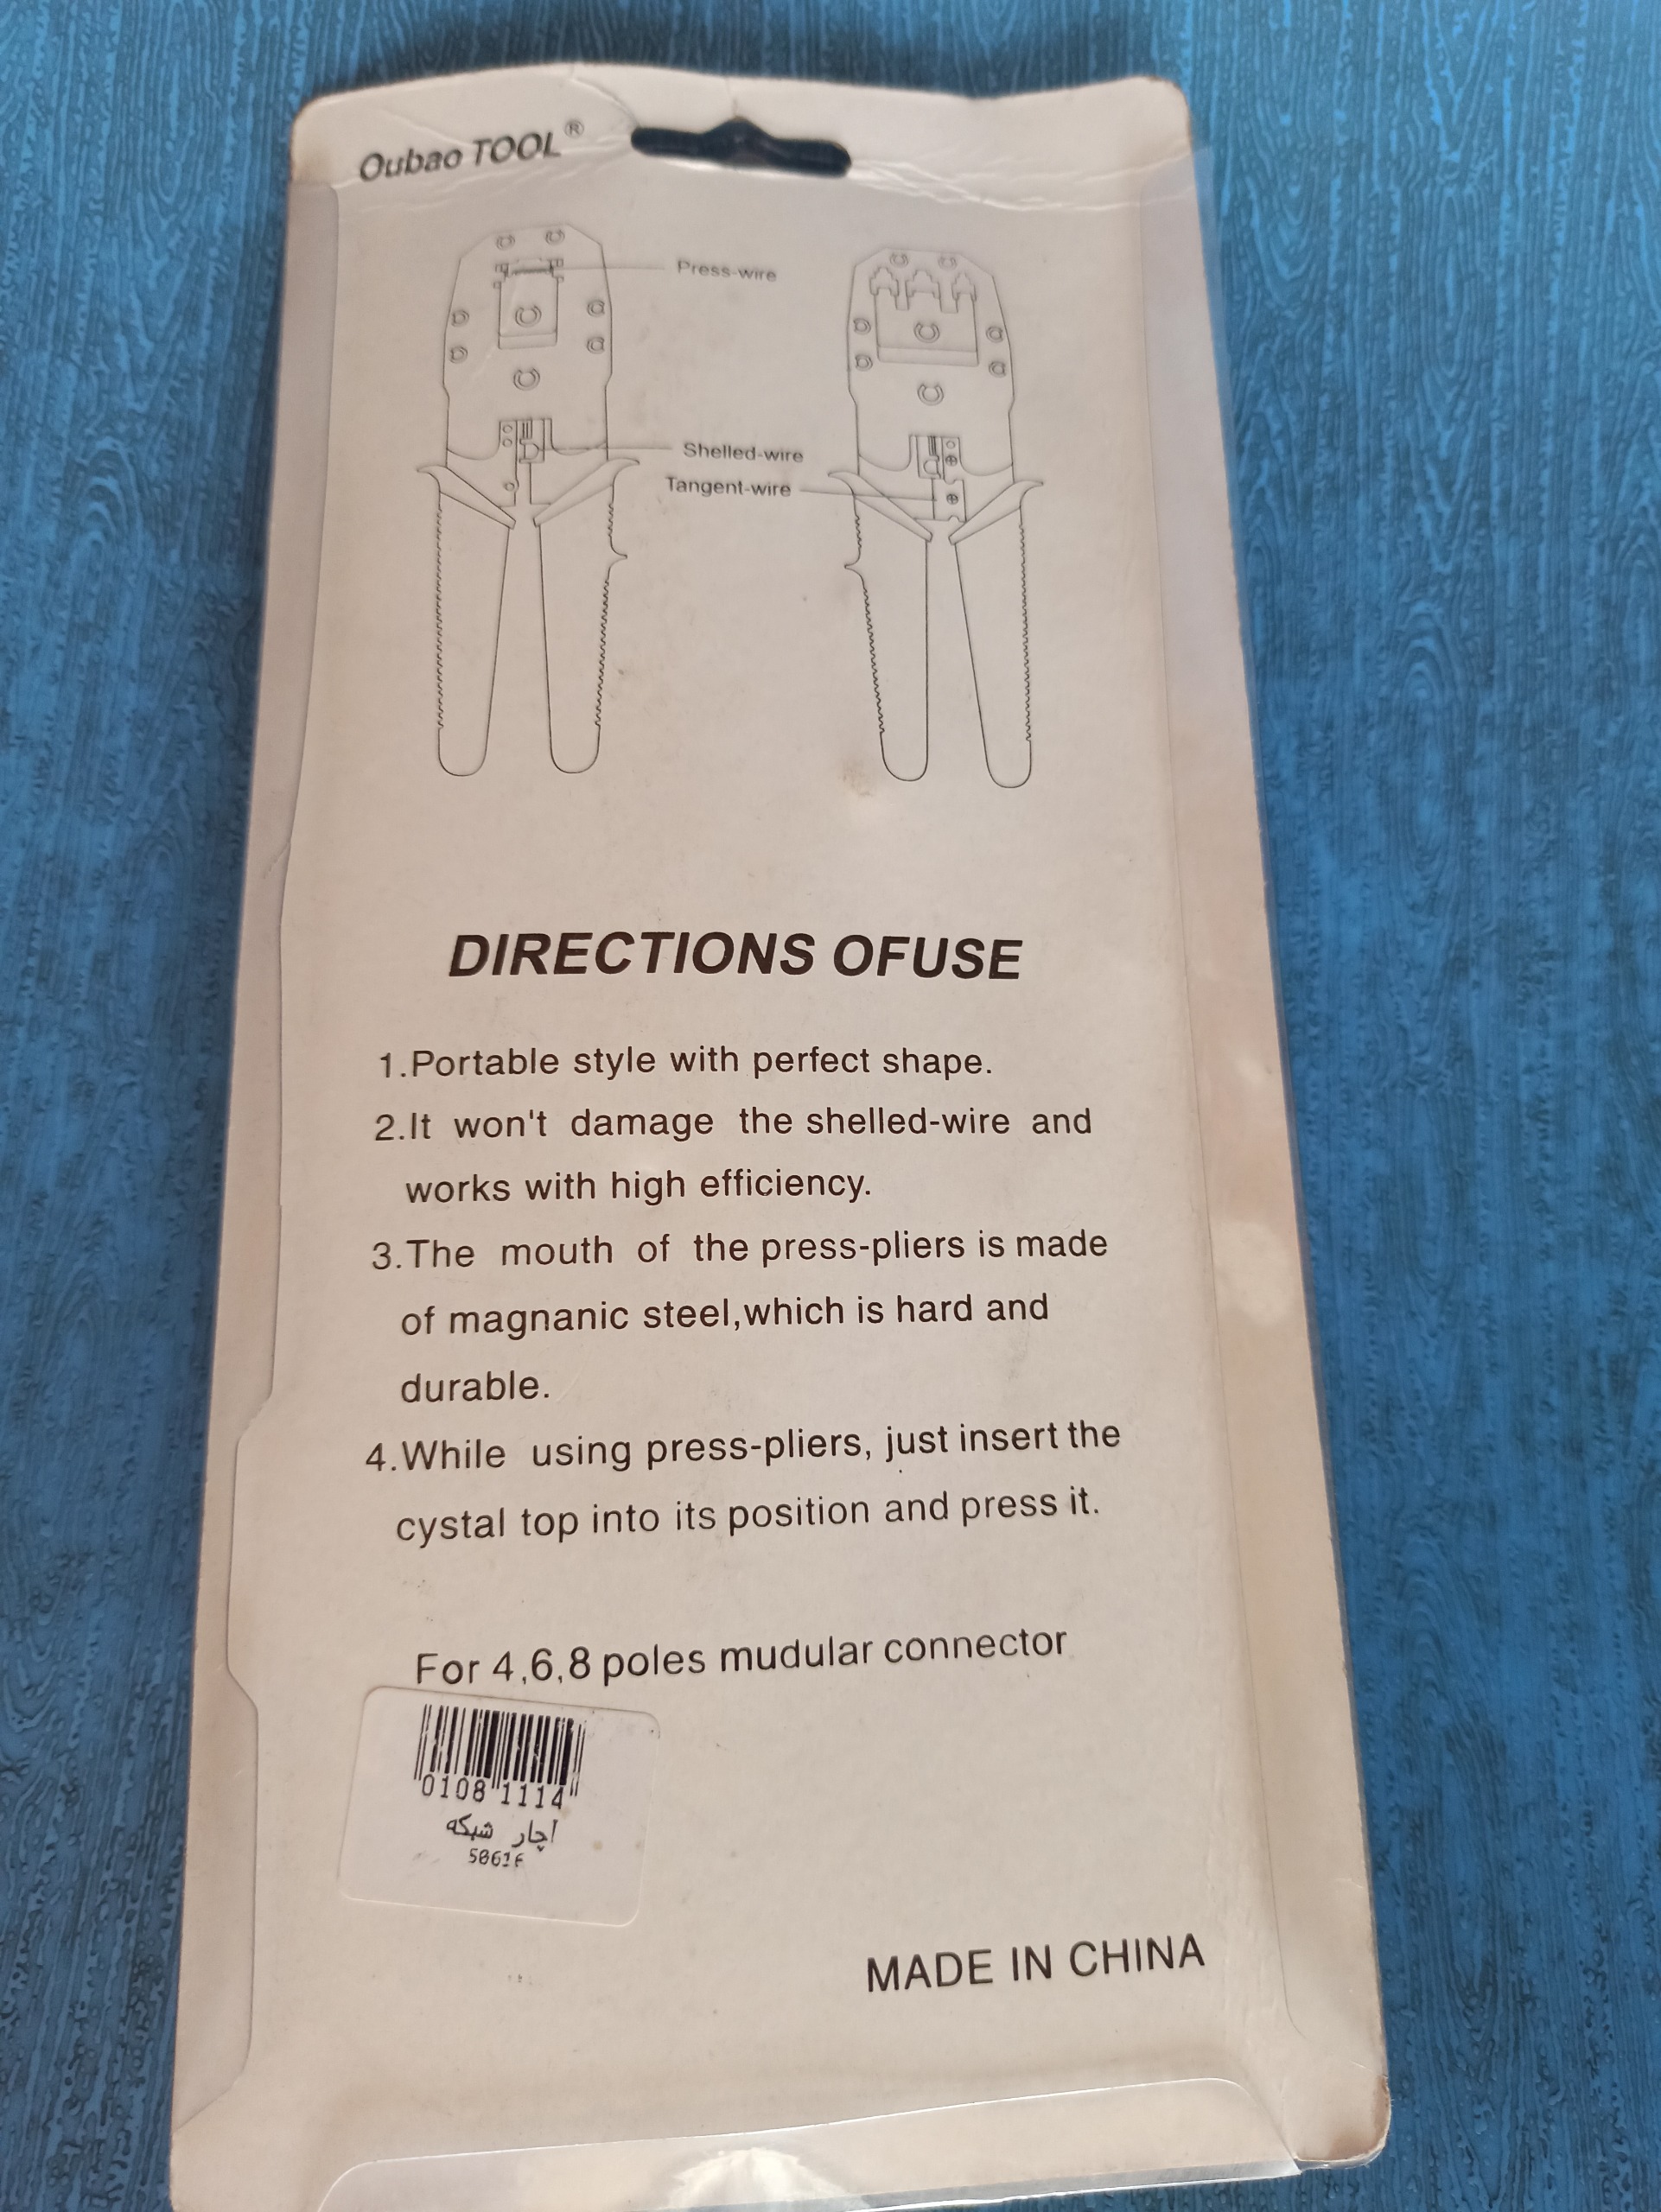 Oubao TOOL®
Press-wire
Shelled-wire
Tangent-wire
DIRECTIONS OFUSE
1.Portable style with perfect shape.
2.It won't damage the shelled-wire and
works with high efficiency.
3.The mouth of the press-pliers is made
of magnanic steel,which is hard and
durable.
4.While using press-pliers, just insert the
cystal top into its position and press it.
For 4,6,8 poles mudular connector
0108 1114
اچار شبکه
MADE IN CHINA